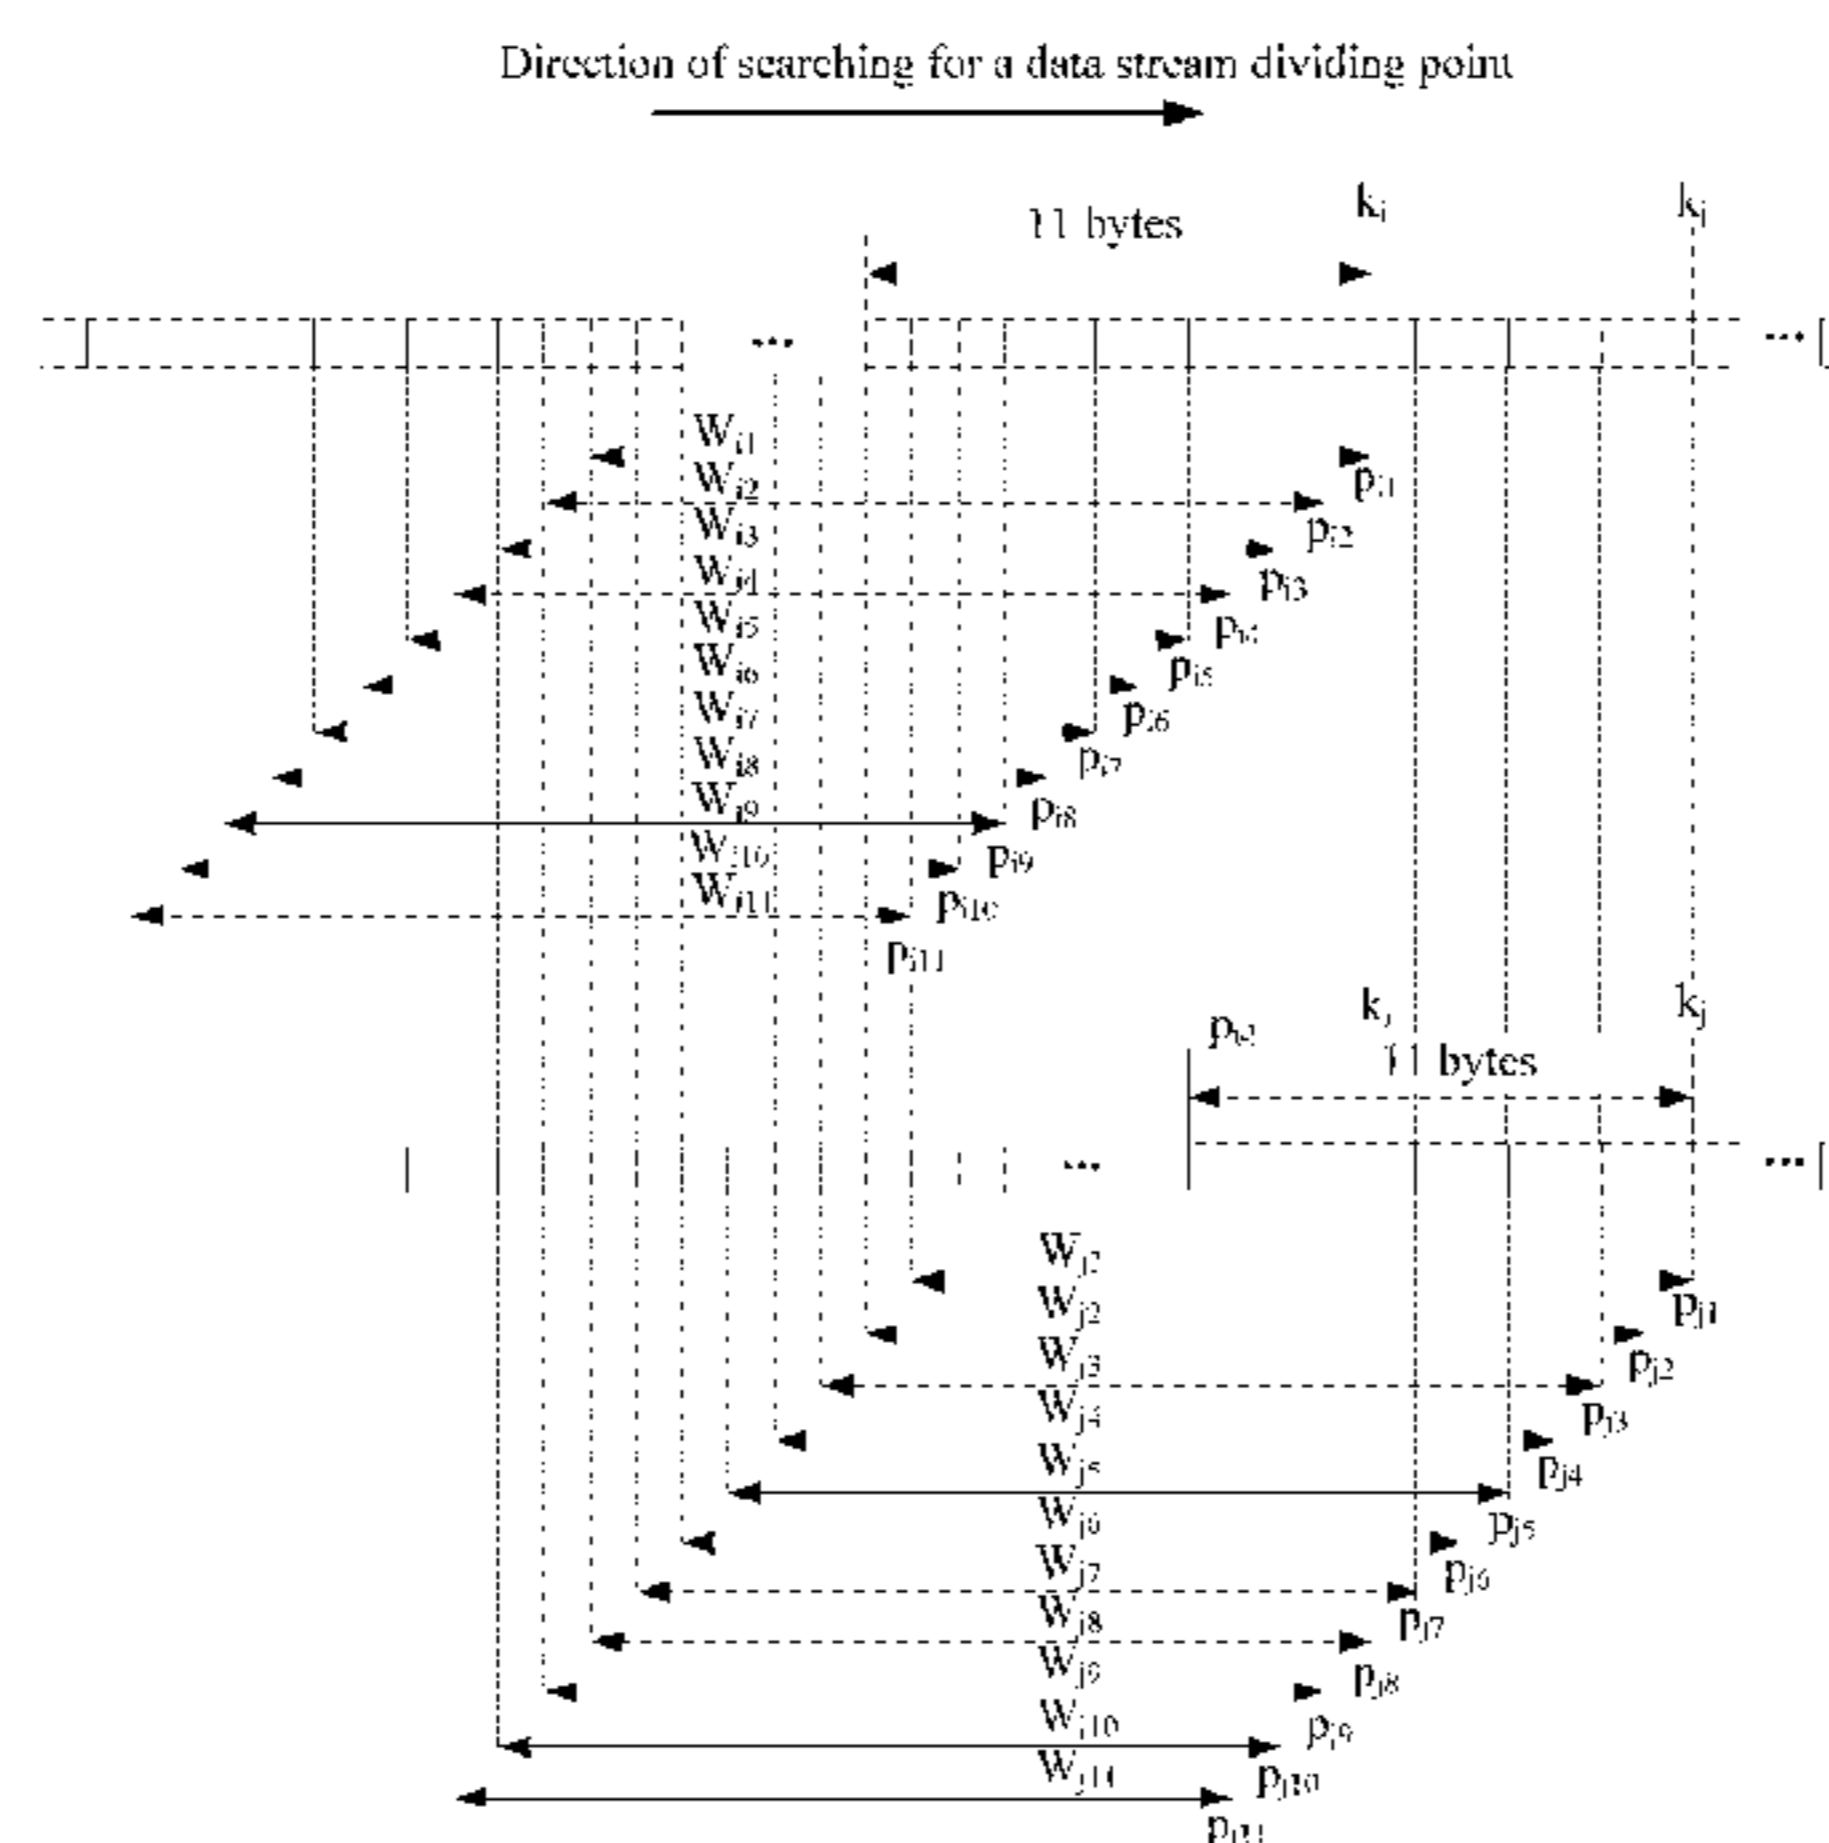 Direction of searching for a data stream dividing point
k_i k_j
11 bytes
...
...
W_i1
W_i2 p_i1
W_i3 p_i2
W_i4 p_i3
W_i5 p_i4
W_i6 p_i5
W_i7 p_i6
W_i8 p_i7
W_i9 p_i8
W_i10 p_i9
W_i11 p_i10
p_i11
k_i k_j
11 bytes
...
...
W_j2 p_j1
W_j3 p_j2
W_j4 p_j3
W_j5 p_j4
W_j6 p_j5
W_j7 p_j6
W_j8 p_j7
W_j9 p_j8
W_j10 p_j9
W_j11 p_j10